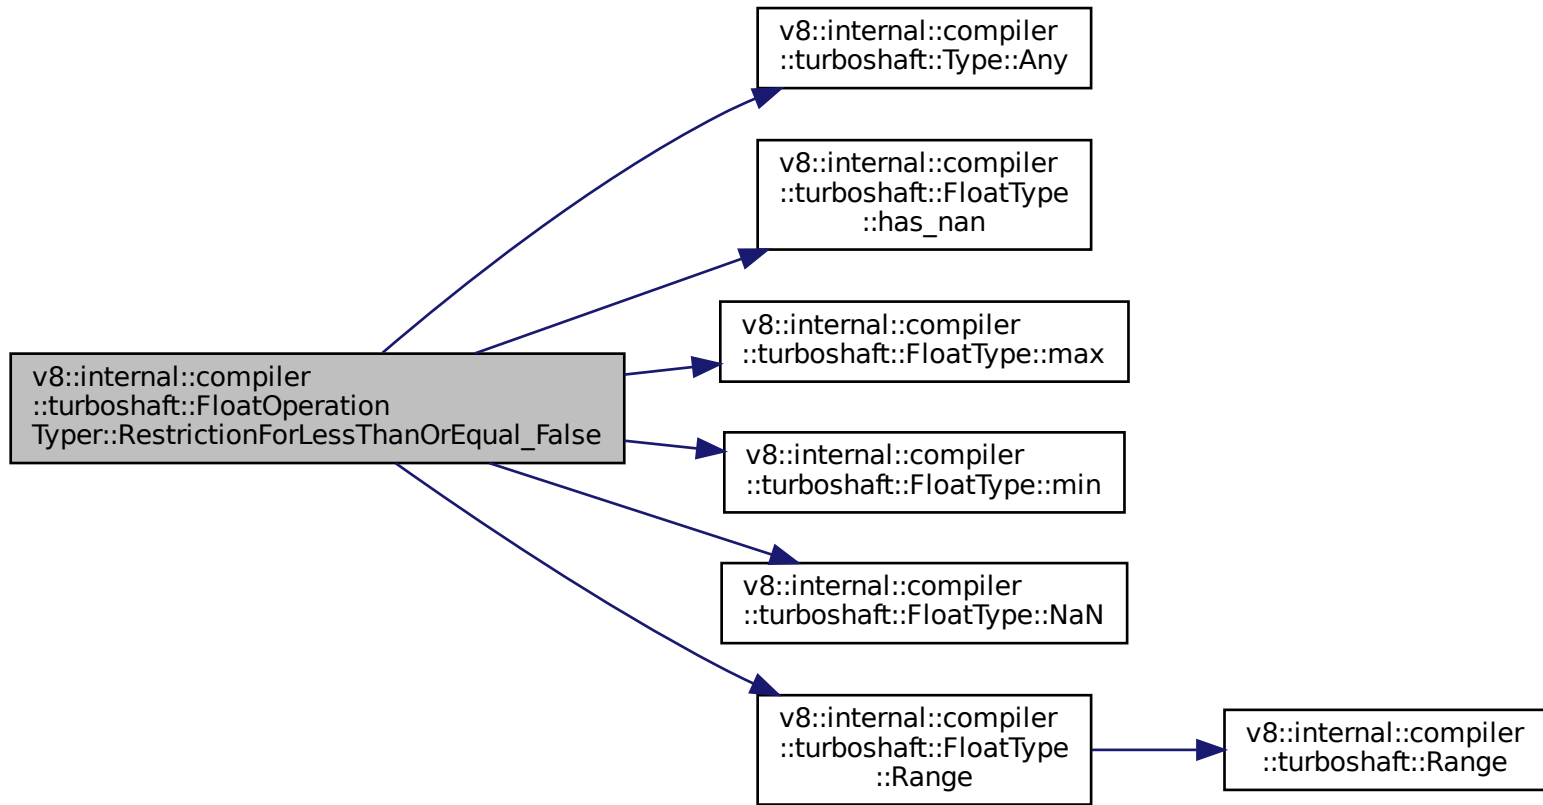 v8::internal::compiler
::turboshaft::Type::Any
v8::internal::compiler
::turboshaft::FloatType
::has_nan
v8::internal::compiler
::turboshaft::FloatType::max
v8::internal::compiler
::turboshaft::FloatOperation
Typer::RestrictionForLessThanOrEqual_False
v8::internal::compiler
::turboshaft::FloatType::min
v8::internal::compiler
::turboshaft::FloatType::NaN
v8::internal::compiler
::turboshaft::FloatType
::Range
v8::internal::compiler
::turboshaft::Range